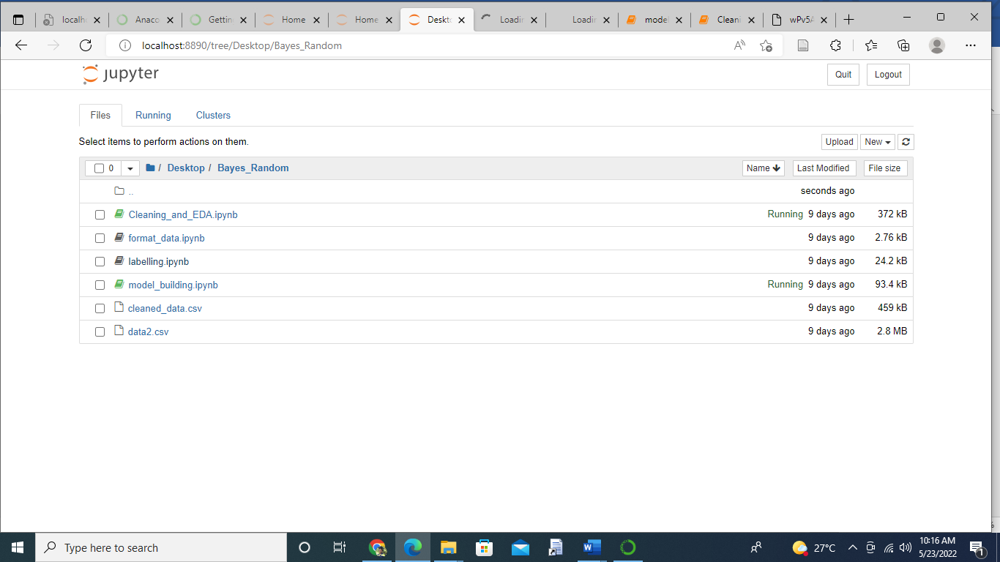 localh Anaco Gettin Home Home Deskto Loadin Loadin model Cleani wPv5A
localhost:8890/tree/Desktop/Bayes_Random
jupyter Quit Logout
Files Running Clusters
Select items to perform actions on them. Upload New
0 / Desktop / Bayes_Random Name Last Modified File size
.. seconds ago
Cleaning_and_EDA.ipynb Running 9 days ago 372 kB
format_data.ipynb 9 days ago 2.76 kB
labelling.ipynb 9 days ago 24.2 kB
model_building.ipynb Running 9 days ago 93.4 kB
cleaned_data.csv 9 days ago 459 kB
data2.csv 9 days ago 2.8 MB
Type here to search 27°C 10:16 AM
5/23/2022 1